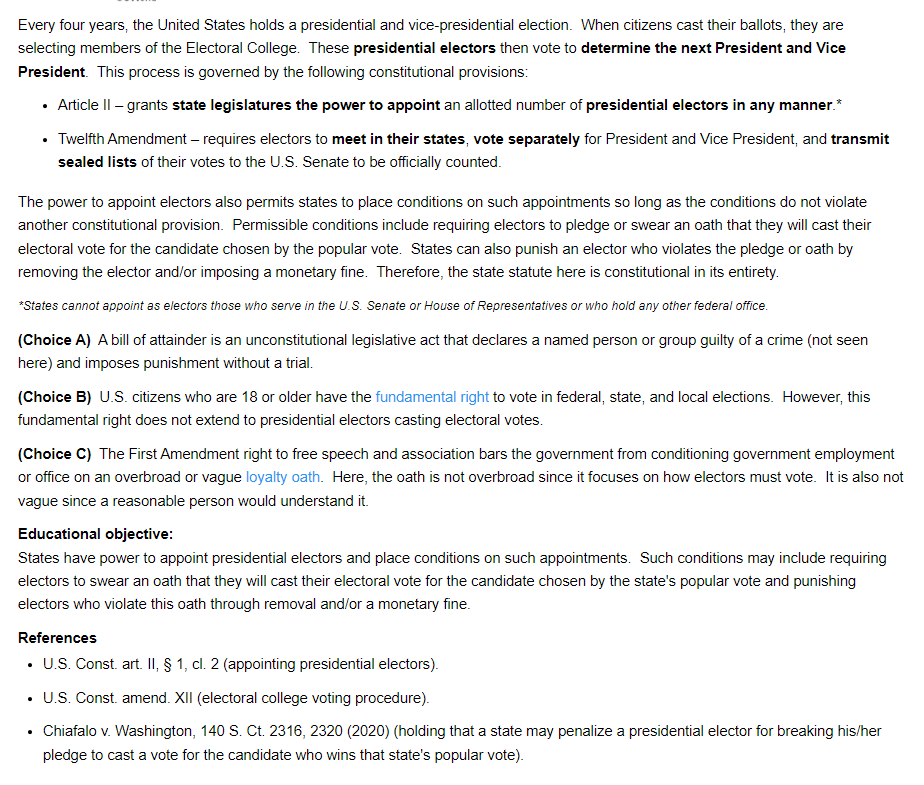 Every four years, the United States holds a presidential and vice-presidential election.  When citizens cast their ballots, they are
selecting members of the Electoral College.  These presidential electors then vote to determine the next President and Vice
President.  This process is governed by the following constitutional provisions:
• Article II – grants state legislatures the power to appoint an allotted number of presidential electors in any manner.*
• Twelfth Amendment – requires electors to meet in their states, vote separately for President and Vice President, and transmit
sealed lists of their votes to the U.S. Senate to be officially counted.
The power to appoint electors also permits states to place conditions on such appointments so long as the conditions do not violate
another constitutional provision.  Permissible conditions include requiring electors to pledge or swear an oath that they will cast their
electoral vote for the candidate chosen by the popular vote.  States can also punish an elector who violates the pledge or oath by
removing the elector and/or imposing a monetary fine.  Therefore, the state statute here is constitutional in its entirety.
*States cannot appoint as electors those who serve in the U.S. Senate or House of Representatives or who hold any other federal office.
(Choice A)  A bill of attainder is an unconstitutional legislative act that declares a named person or group guilty of a crime (not seen
here) and imposes punishment without a trial.
(Choice B)  U.S. citizens who are 18 or older have the fundamental right to vote in federal, state, and local elections.  However, this
fundamental right does not extend to presidential electors casting electoral votes.
(Choice C)  The First Amendment right to free speech and association bars the government from conditioning government employment
or office on an overbroad or vague loyalty oath.  Here, the oath is not overbroad since it focuses on how electors must vote.  It is also not
vague since a reasonable person would understand it.
Educational objective:
States have power to appoint presidential electors and place conditions on such appointments.  Such conditions may include requiring
electors to swear an oath that they will cast their electoral vote for the candidate chosen by the state's popular vote and punishing
electors who violate this oath through removal and/or a monetary fine.
References
• U.S. Const. art. II, § 1, cl. 2 (appointing presidential electors).
• U.S. Const. amend. XII (electoral college voting procedure).
• Chiafalo v. Washington, 140 S. Ct. 2316, 2320 (2020) (holding that a state may penalize a presidential elector for breaking his/her
pledge to cast a vote for the candidate who wins that state's popular vote).